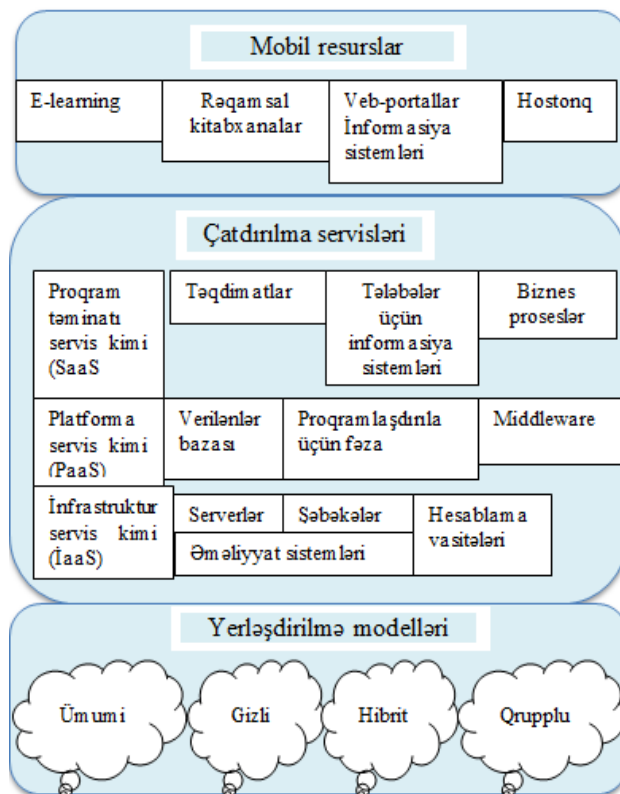 Mobil resurslar
E-learning
Rəqəmsal
kitabxanalar
Veb-portallar
İnformasiya
sistemləri
Hostonq
Çatdırılma servisləri
Proqram
təminatı
servis kimi
(SaaS
Təqdimatlar
Tələbələr
üçün
informasiya
sistemləri
Biznes
proseslər
Platforma
servis kimi
(PaaS)
Verilənlər
bazası
Proqramlaşdırıla
üçün fəza
Middleware
İnfrastruktur
servis kimi
(İaaS)
Serverlər
Şəbəkələr
Hesablama
vasitələri
Əməliyyat sistemləri
Yerləşdirilmə modelləri
Ümumi
Gizli
Hibrit
Qrupplu